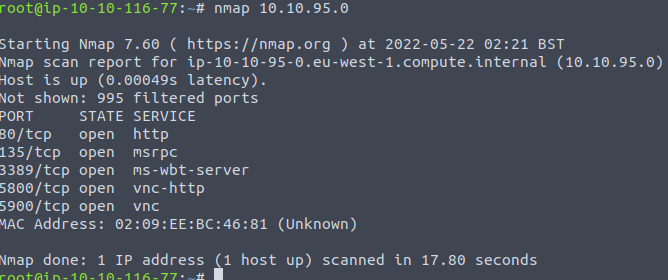 root@ip-10-10-116-77:~# nmap 10.10.95.0
Starting Nmap 7.60 ( https://nmap.org ) at 2022-05-22 02:21 BST
Nmap scan report for ip-10-10-95-0.eu-west-1.compute.internal (10.10.95.0)
Host is up (0.00049s latency).
Not shown: 995 filtered ports
PORT     STATE SERVICE
80/tcp   open  http
135/tcp  open  msrpc
3389/tcp open  ms-wbt-server
5800/tcp open  vnc-http
5900/tcp open  vnc
MAC Address: 02:09:EE:BC:46:81 (Unknown)
Nmap done: 1 IP address (1 host up) scanned in 17.80 seconds
root@ip-10-10-116-77:~#